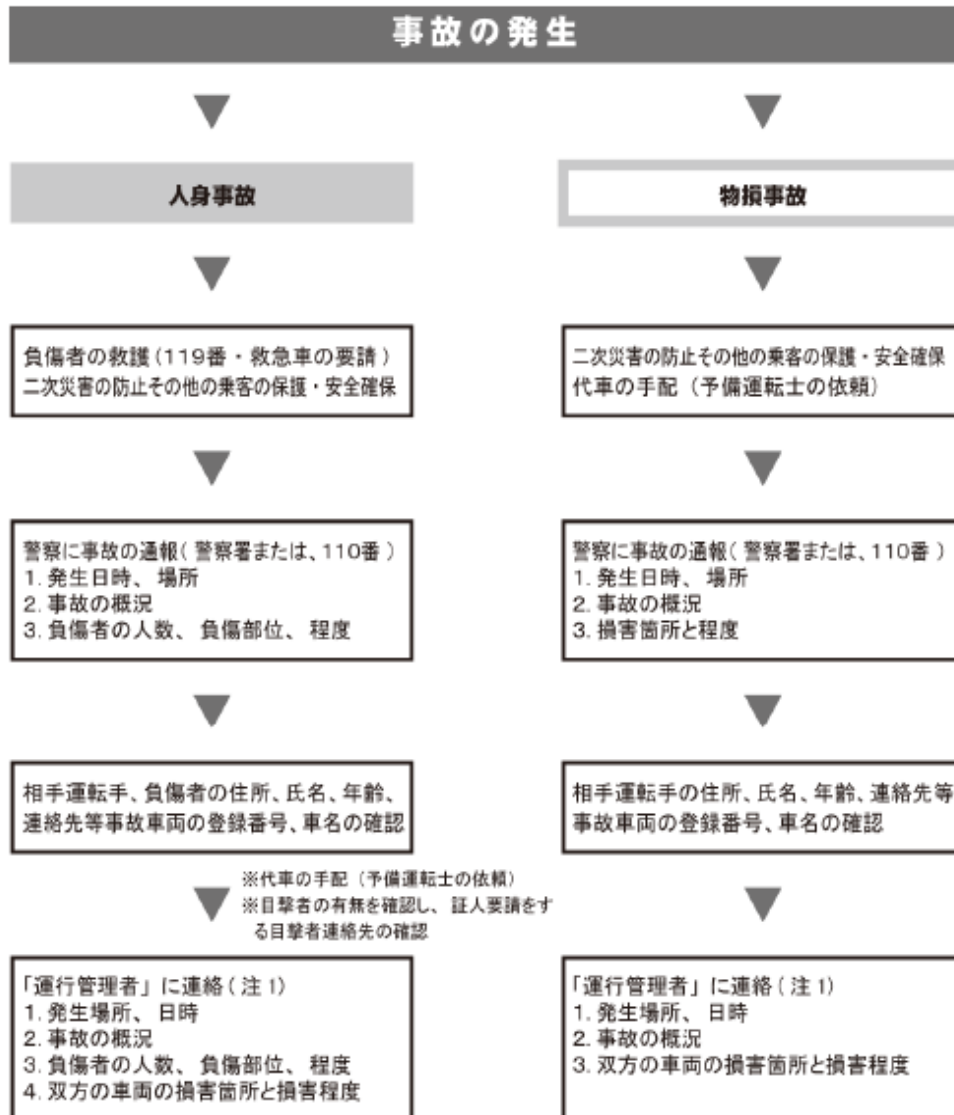 事故の発生
人身事故
負傷者の救護(119番・救急車の要請)
二次災害の防止その他の乗客の保護・安全確保
警察に事故の通報(警察署または、110番)
1. 発生日時、場所
2. 事故の概況
3. 負傷者の人数、負傷部位、程度
相手運転手、負傷者の住所、氏名、年齢、
連絡先等事故車両の登録番号、車名の確認
※代車の手配(予備運転士の依頼)
※目撃者の有無を確認し、証人要請をす
る目撃者連絡先の確認
「運行管理者」に連絡(注1)
1. 発生場所、日時
2. 事故の概況
3. 負傷者の人数、負傷部位、程度
4. 双方の車両の損害箇所と損害程度
物損事故
二次災害の防止その他の乗客の保護・安全確保
代車の手配(予備運転士の依頼)
警察に事故の通報(警察署または、110番)
1. 発生日時、場所
2. 事故の概況
3. 損害箇所と程度
相手運転手の住所、氏名、年齢、連絡先等
事故車両の登録番号、車名の確認
「運行管理者」に連絡(注1)
1. 発生場所、日時
2. 事故の概況
3. 双方の車両の損害箇所と損害程度